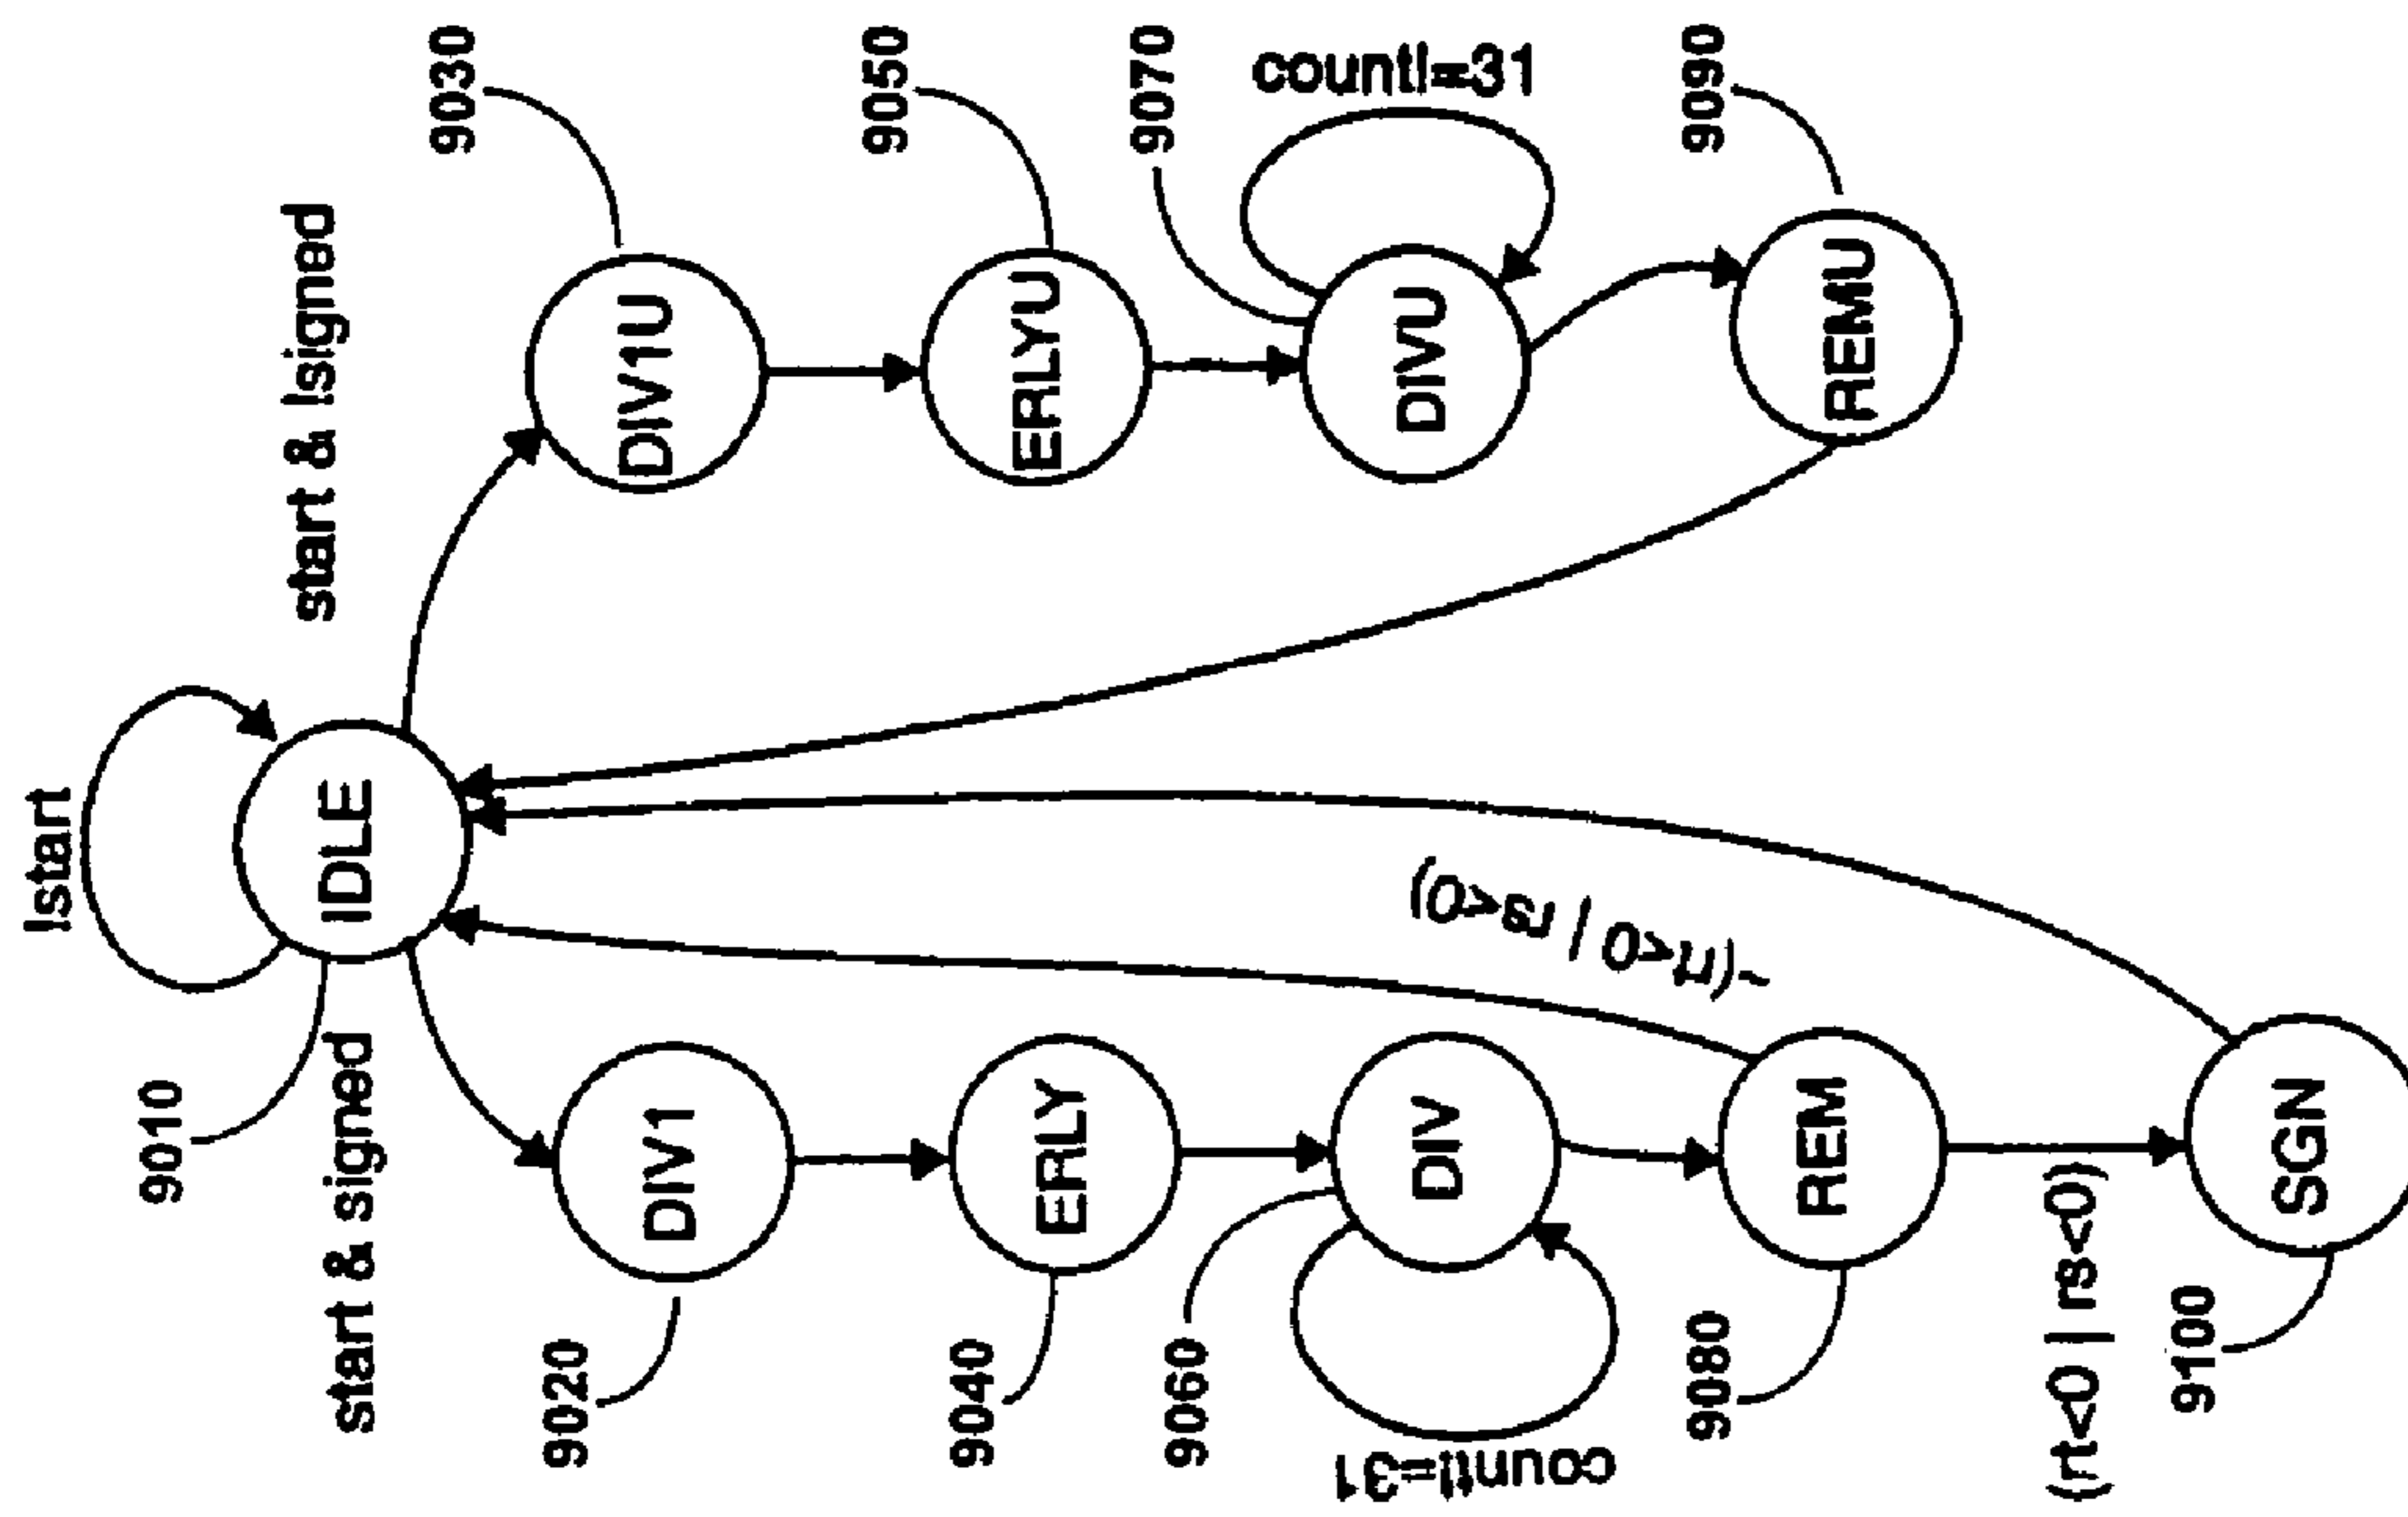 !start
9010
IDLE
start & signed
start & !signed
9020
DIV1
DIV1U
9030
9040
ERLY
ERLYU
9050
9060
DIV
count!=31
DIVU
9070
count!=31
9080
REM
~(rt<0 | rs<0)
REMU
9090
(rt<0 | rs<0)
9100
SGN